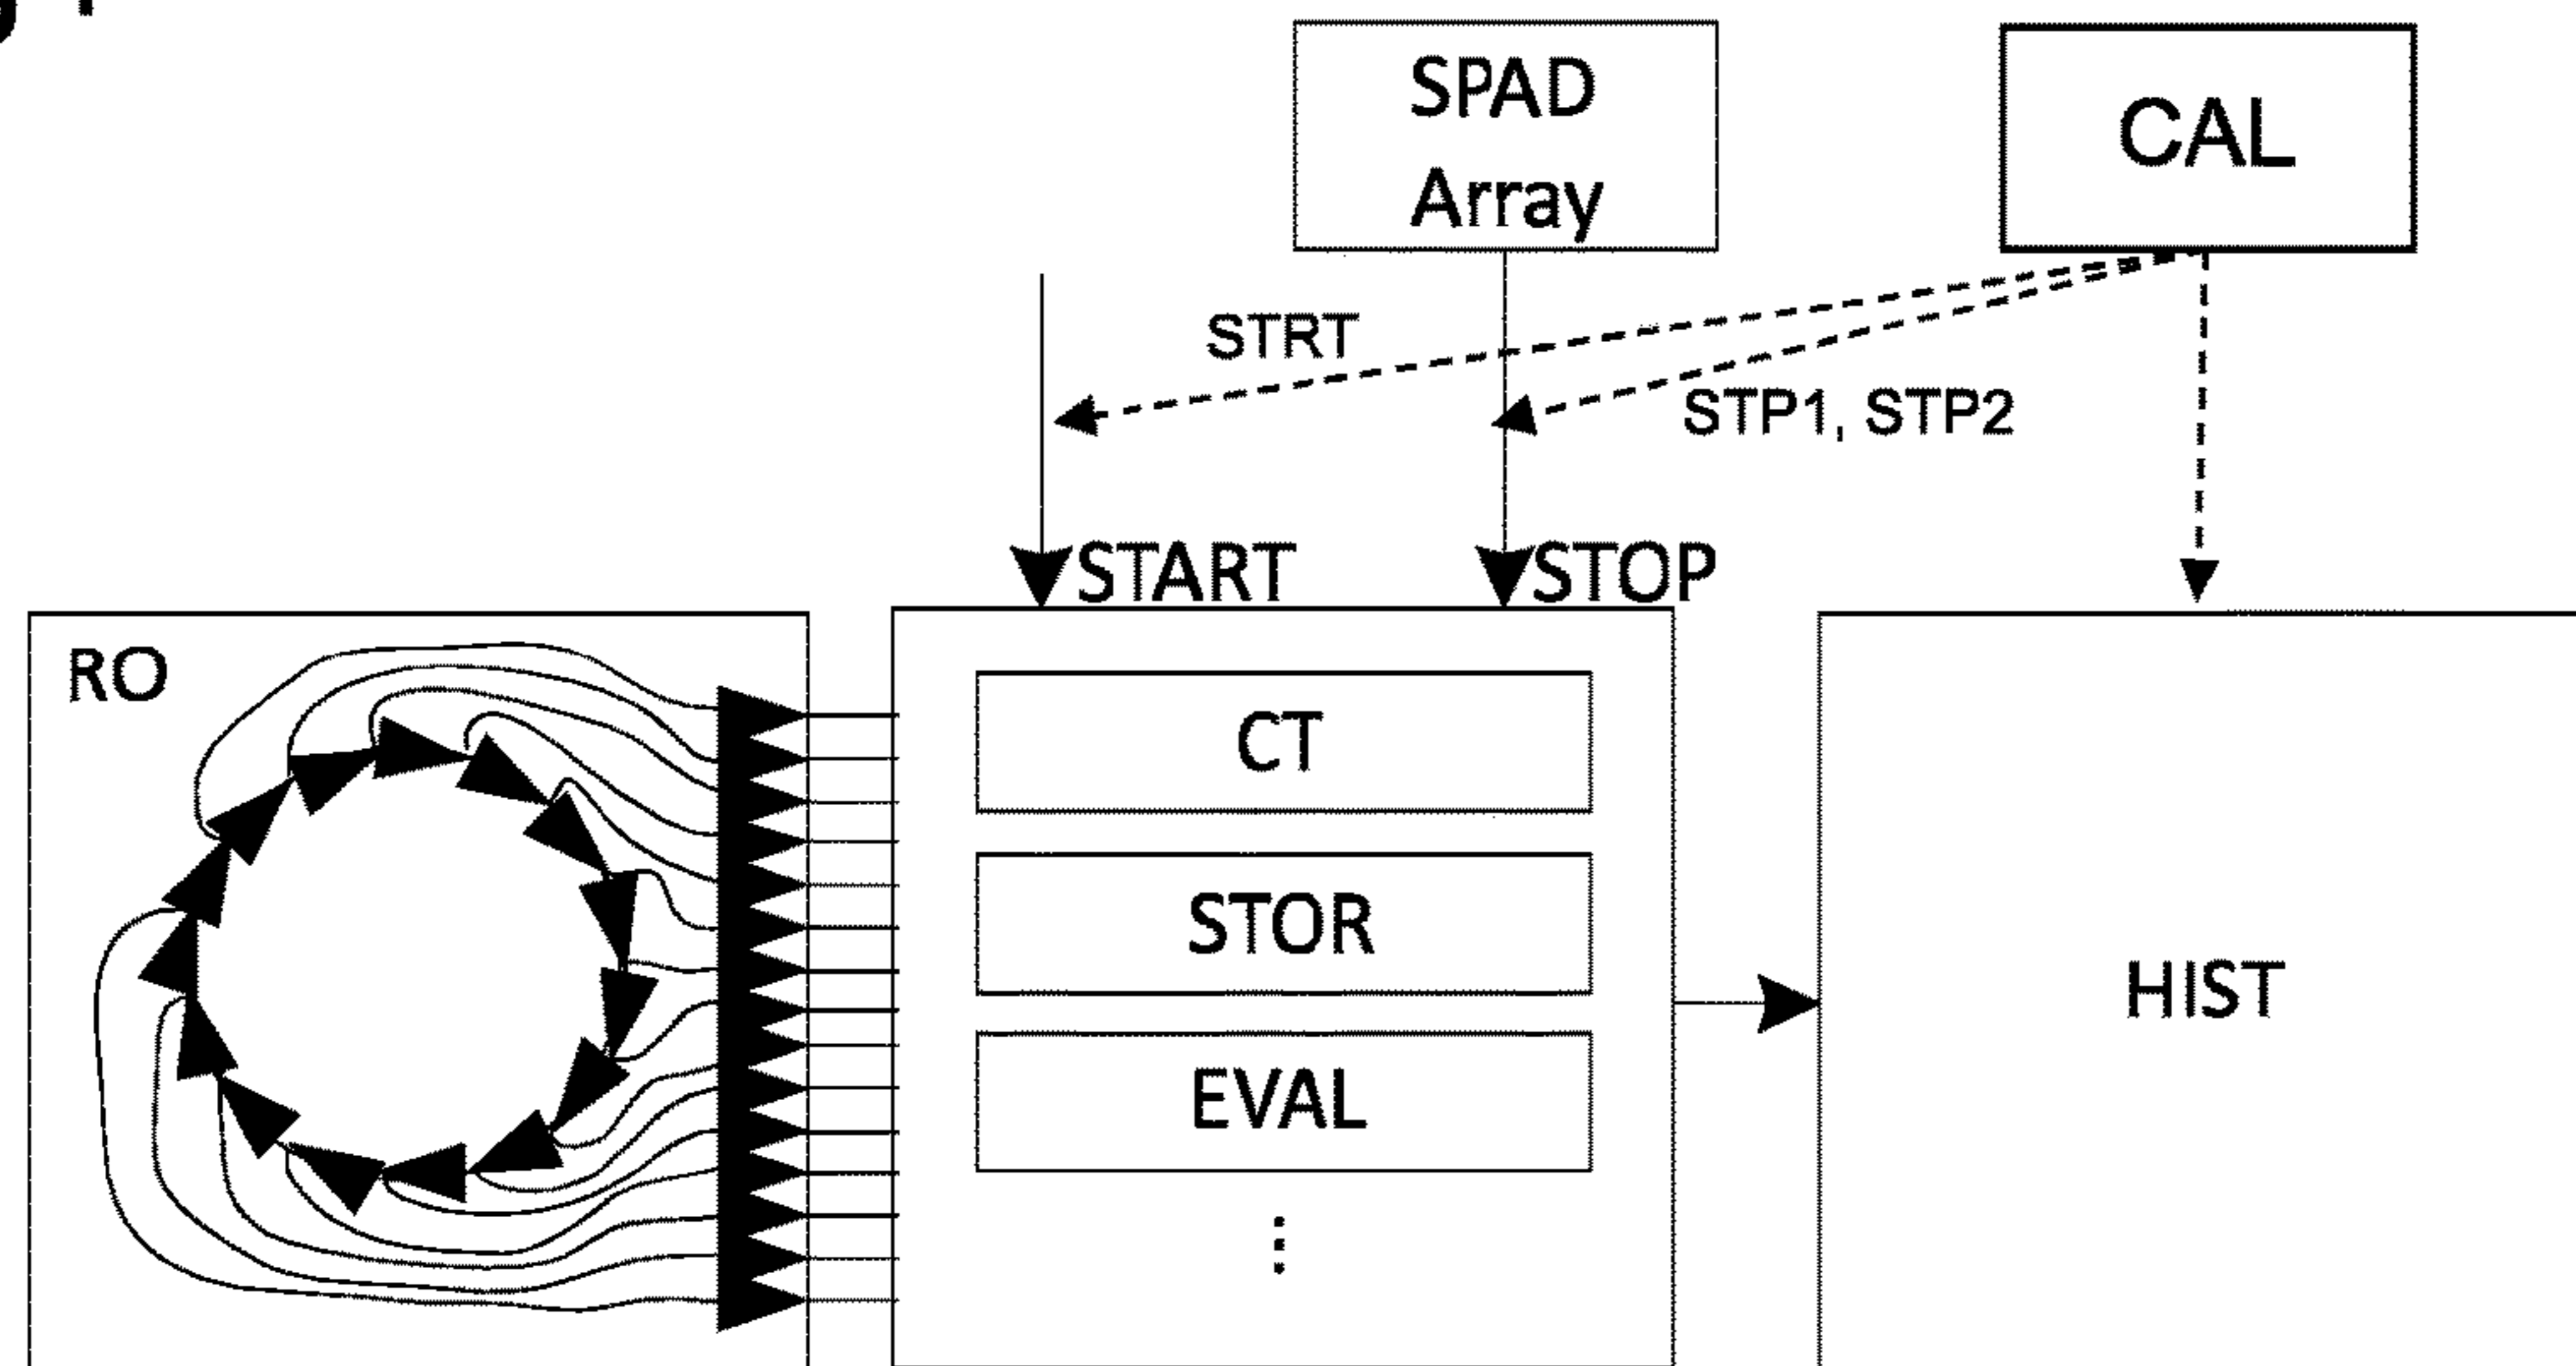 SPAD
Array
CAL
STRT
STP1, STP2
START
STOP
RO
CT
STOR
EVAL
HIST